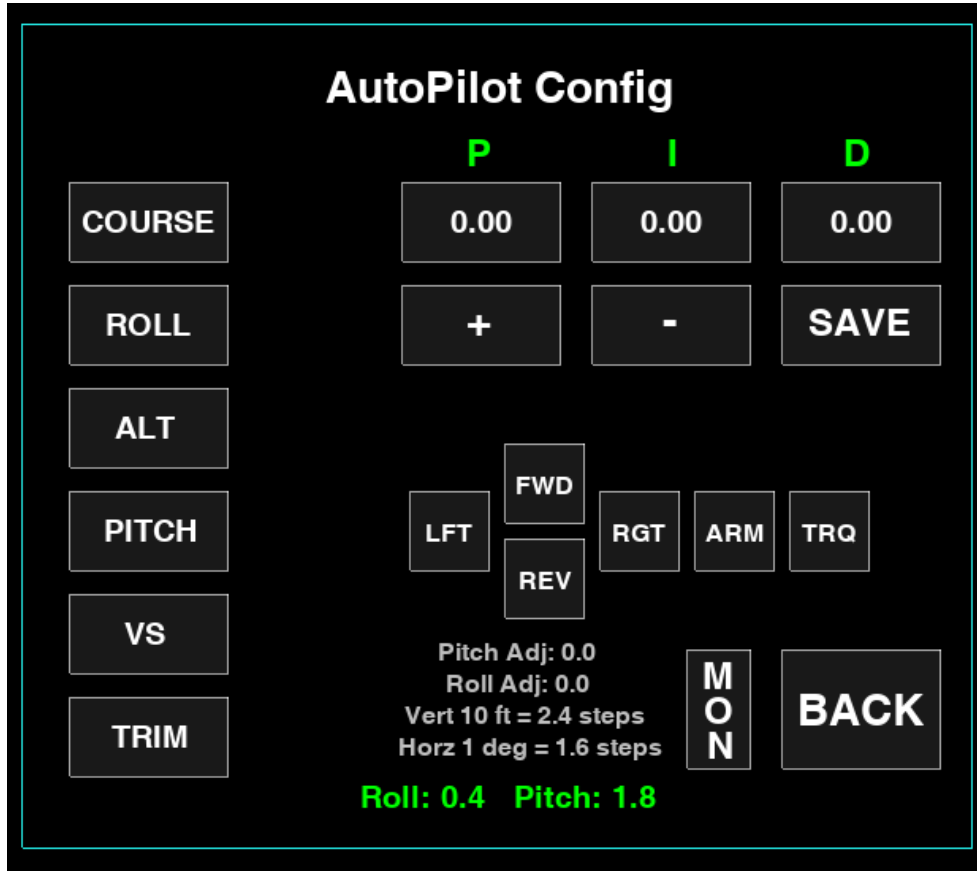 AutoPilot Config
P I D
COURSE 0.00 0.00 0.00
ROLL + - SAVE
ALT
FWD
PITCH LFT RGT ARM TRQ
REV
VS
Pitch Adj: 0.0
Roll Adj: 0.0
Vert 10 ft = 2.4 steps
Horz 1 deg = 1.6 steps
TRIM
MON
BACK
Roll: 0.4 Pitch: 1.8